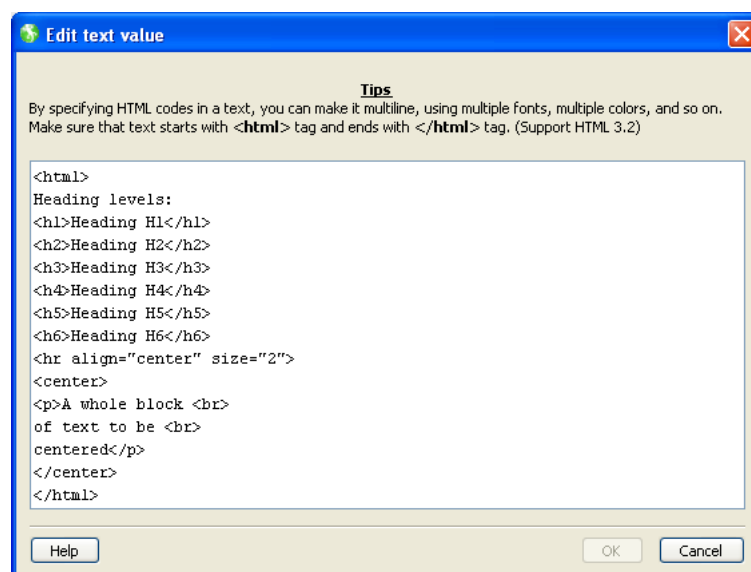 Edit text value
Tips
By specifying HTML codes in a text, you can make it multiline, using multiple fonts, multiple colors, and so on.
Make sure that text starts with <html> tag and ends with </html> tag. (Support HTML 3.2)
<html>
Heading levels:
<h1>Heading H1</h1>
<h2>Heading H2</h2>
<h3>Heading H3</h3>
<h4>Heading H4</h4>
<h5>Heading H5</h5>
<h6>Heading H6</h6>
<hr align="center" size="2">
<center>
<p>A whole block <br>
of text to be <br>
centered</p>
</center>
</html>
Help OK Cancel